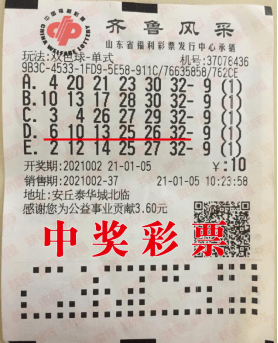 中国福利彩票
CHINA WELFARE LOTTERY
齐鲁风采
山东省福利彩票发行中心承销
玩法:双色球-单式
机号:37076436
9B3C-4533-1FD9-5E58-911C/76635858/762CE
A. 4 20 21 23 30 32- 9 (1)
B. 10 13 17 28 30 32- 9 (1)
C. 3 4 26 27 29 32- 9 (1)
D. 6 10 13 25 26 32- 9 (1)
E. 2 12 14 25 27 32- 9 (1)
开奖期:2021002 21-01-05 ¥:10
销售期:2021002-37 21-01-05 10:23:58
地址:安丘泰华城北临
感谢您为公益事业贡献3.60元
中奖彩票